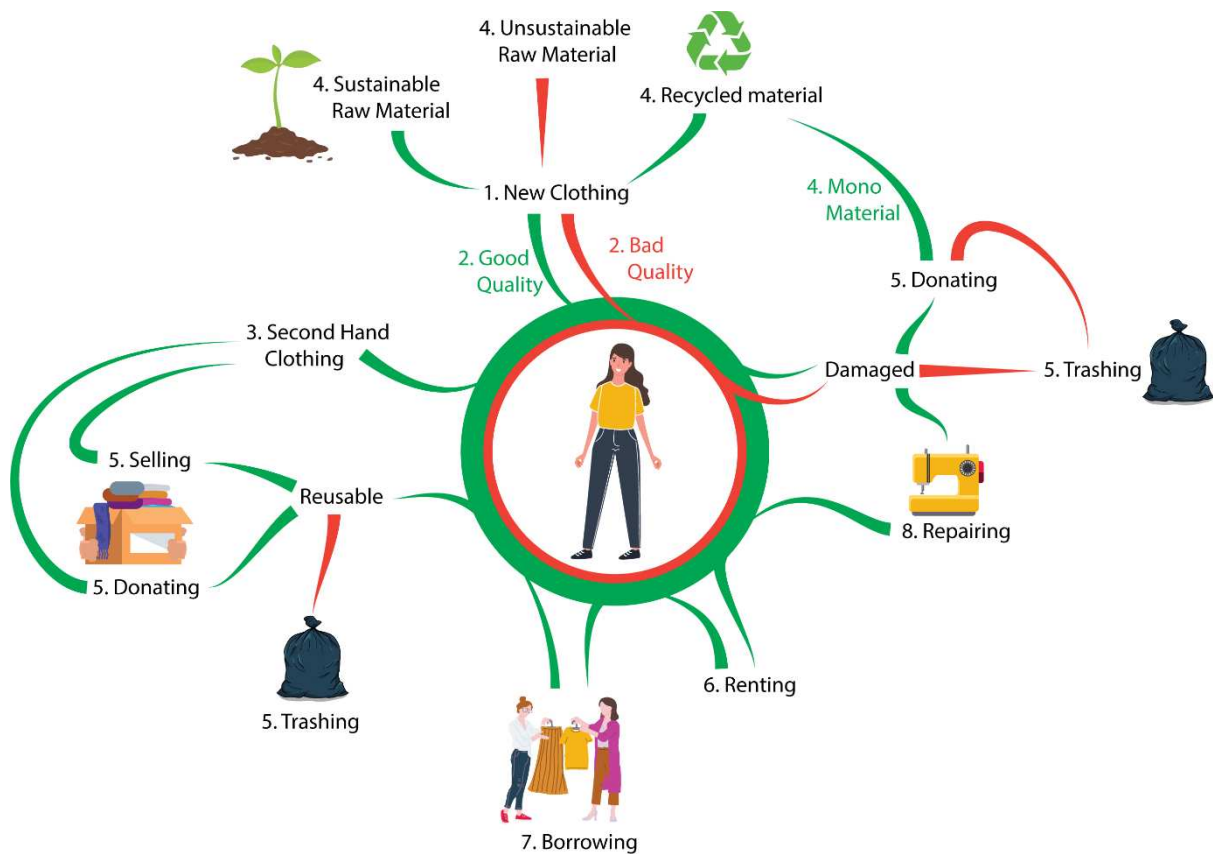 4. Unsustainable
Raw Material
4. Sustainable
Raw Material
4. Recycled material
1. New Clothing
4. Mono
Material
2. Good
Quality
2. Bad
Quality
5. Donating
3. Second Hand
Clothing
Damaged
5. Trashing
5. Selling
Reusable
8. Repairing
5. Donating
6. Renting
5. Trashing
7. Borrowing